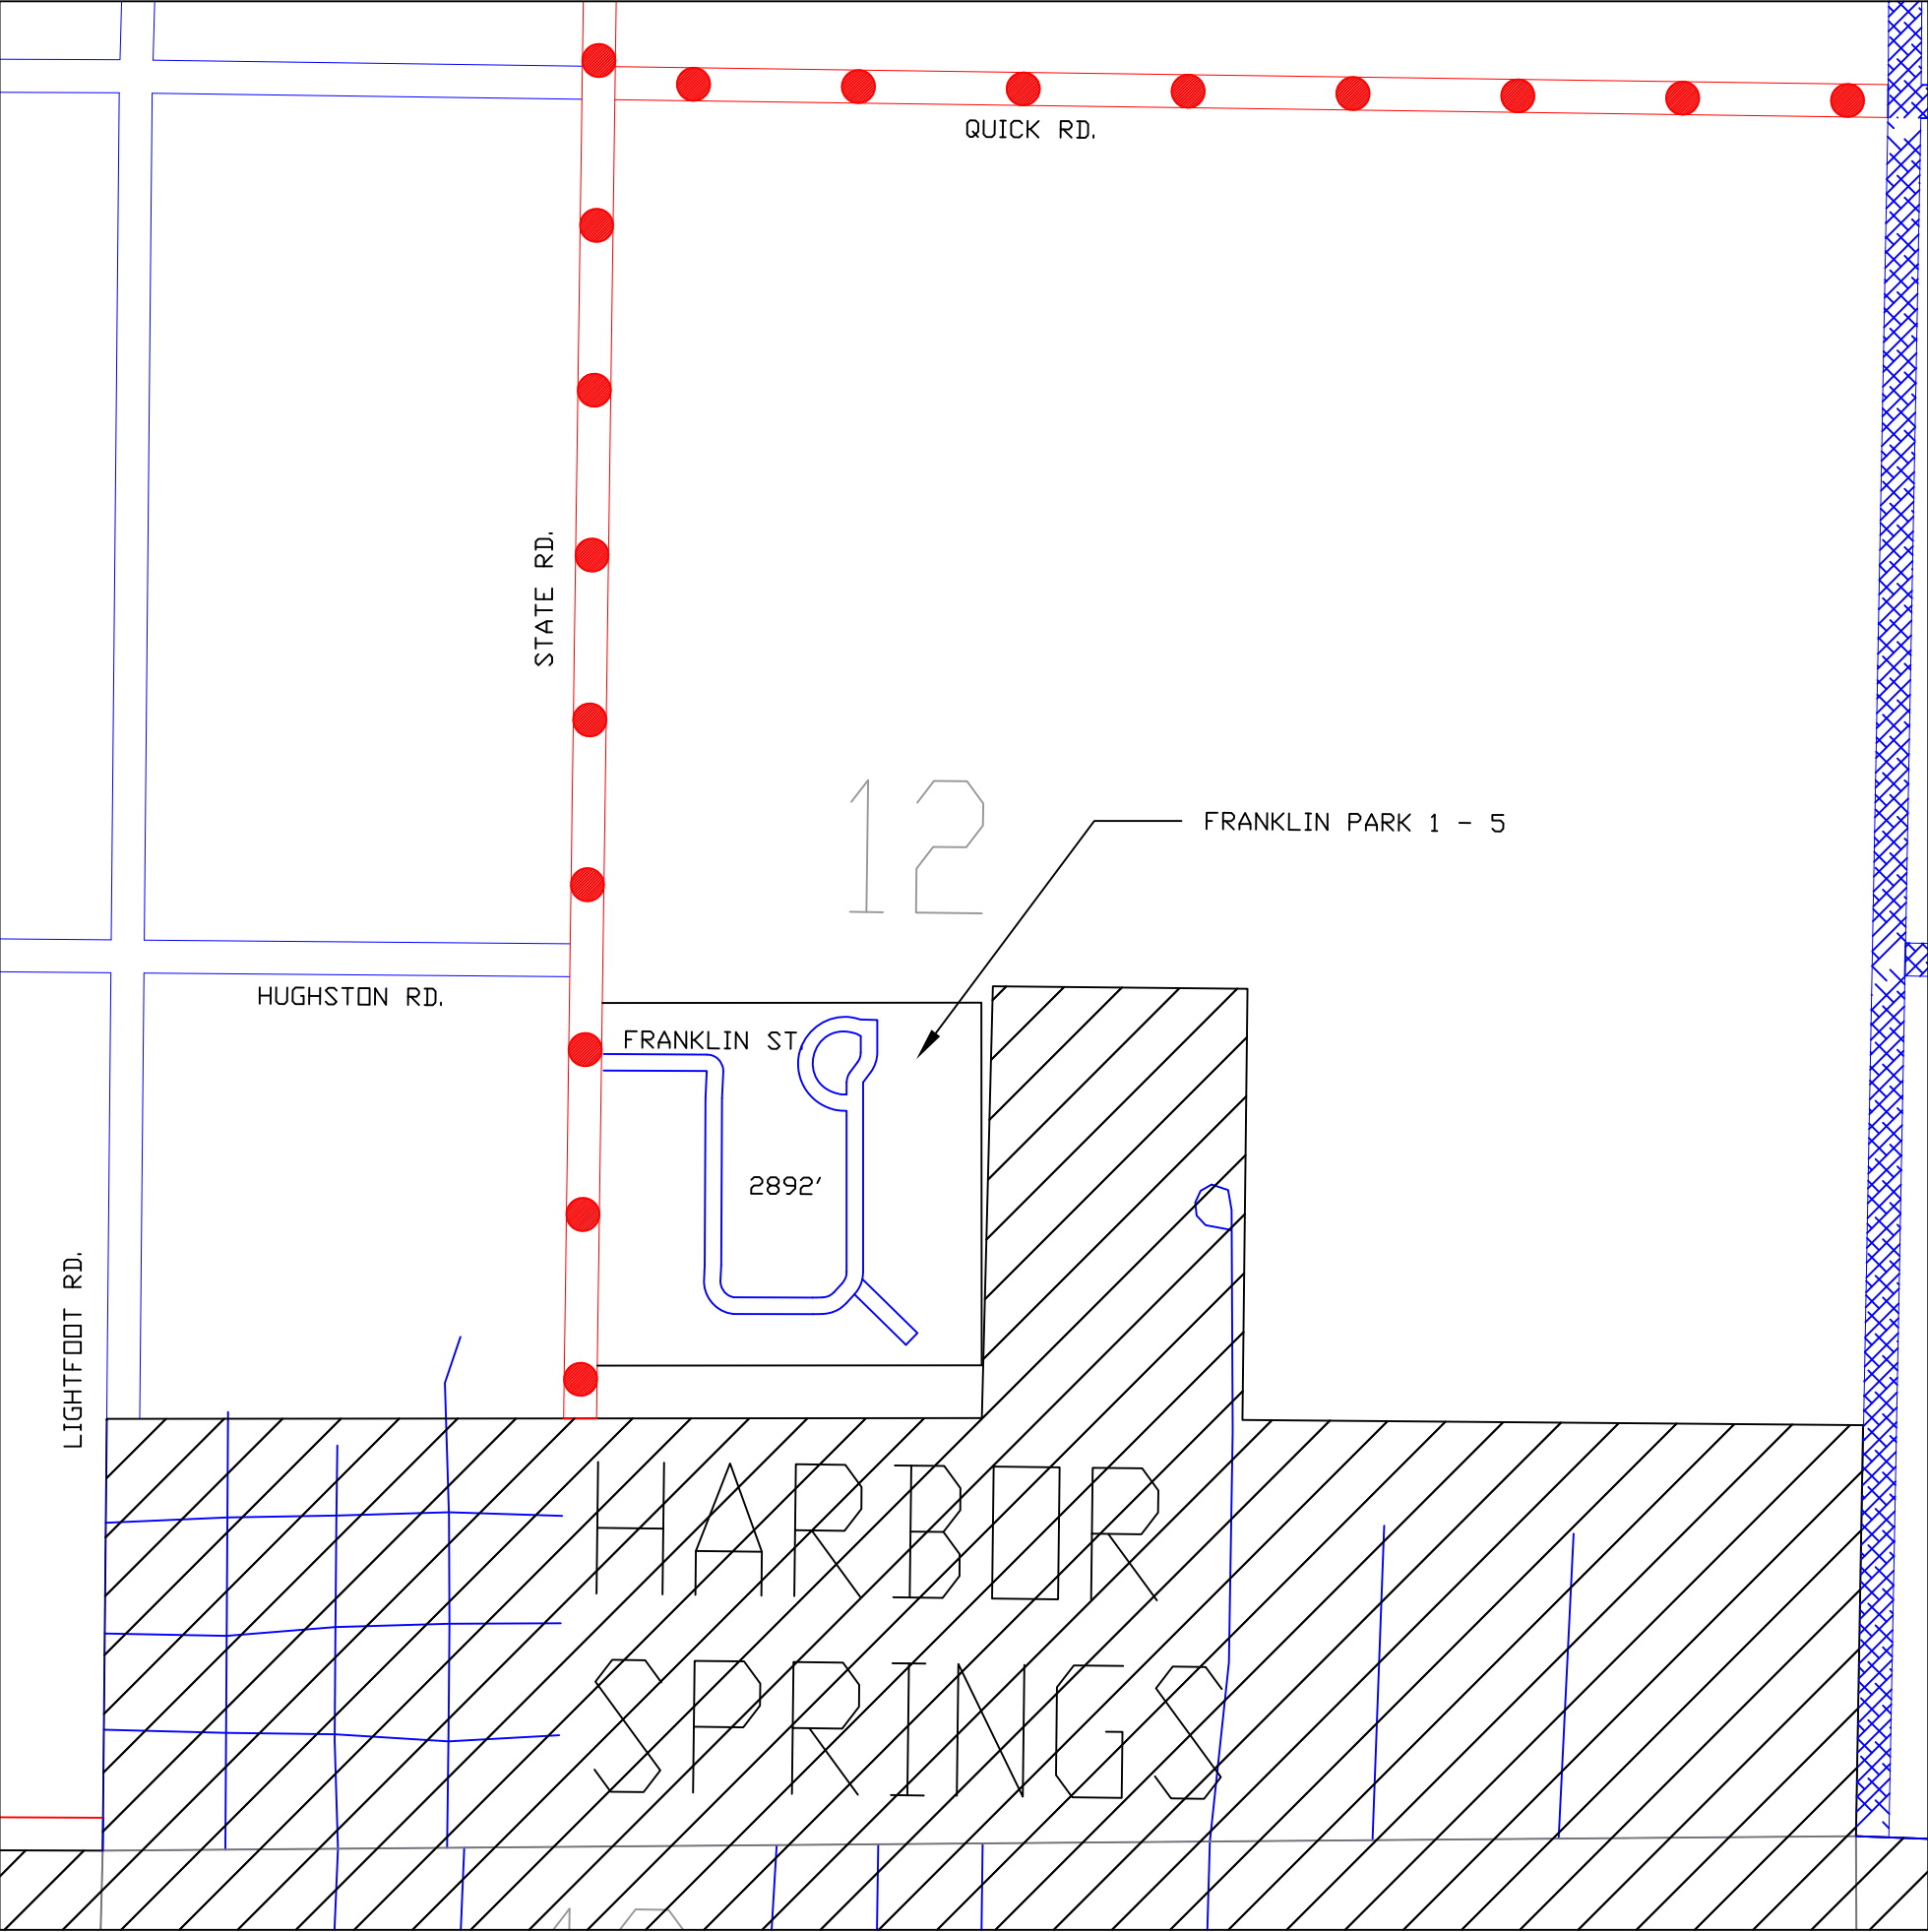 QUICK RD.
STATE RD.
12
FRANKLIN PARK 1 - 5
HUGHSTON RD.
FRANKLIN ST.
2892'
LIGHTFOOT RD.
HARBOR
SPRINGS